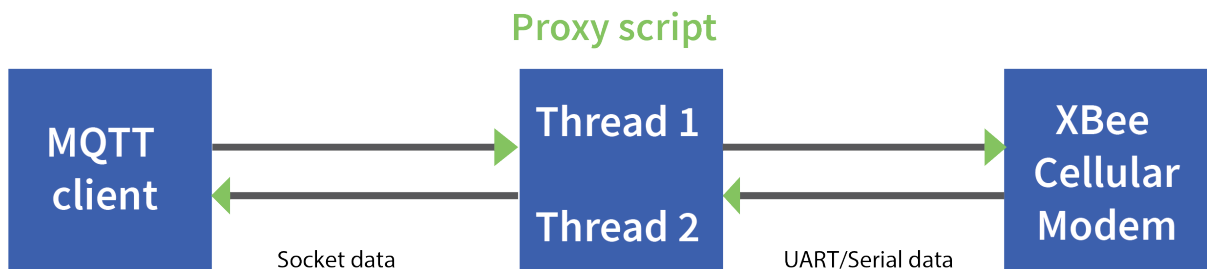 Proxy script
MQTT
client
Thread 1
Thread 2
XBee
Cellular
Modem
Socket data
UART/Serial data